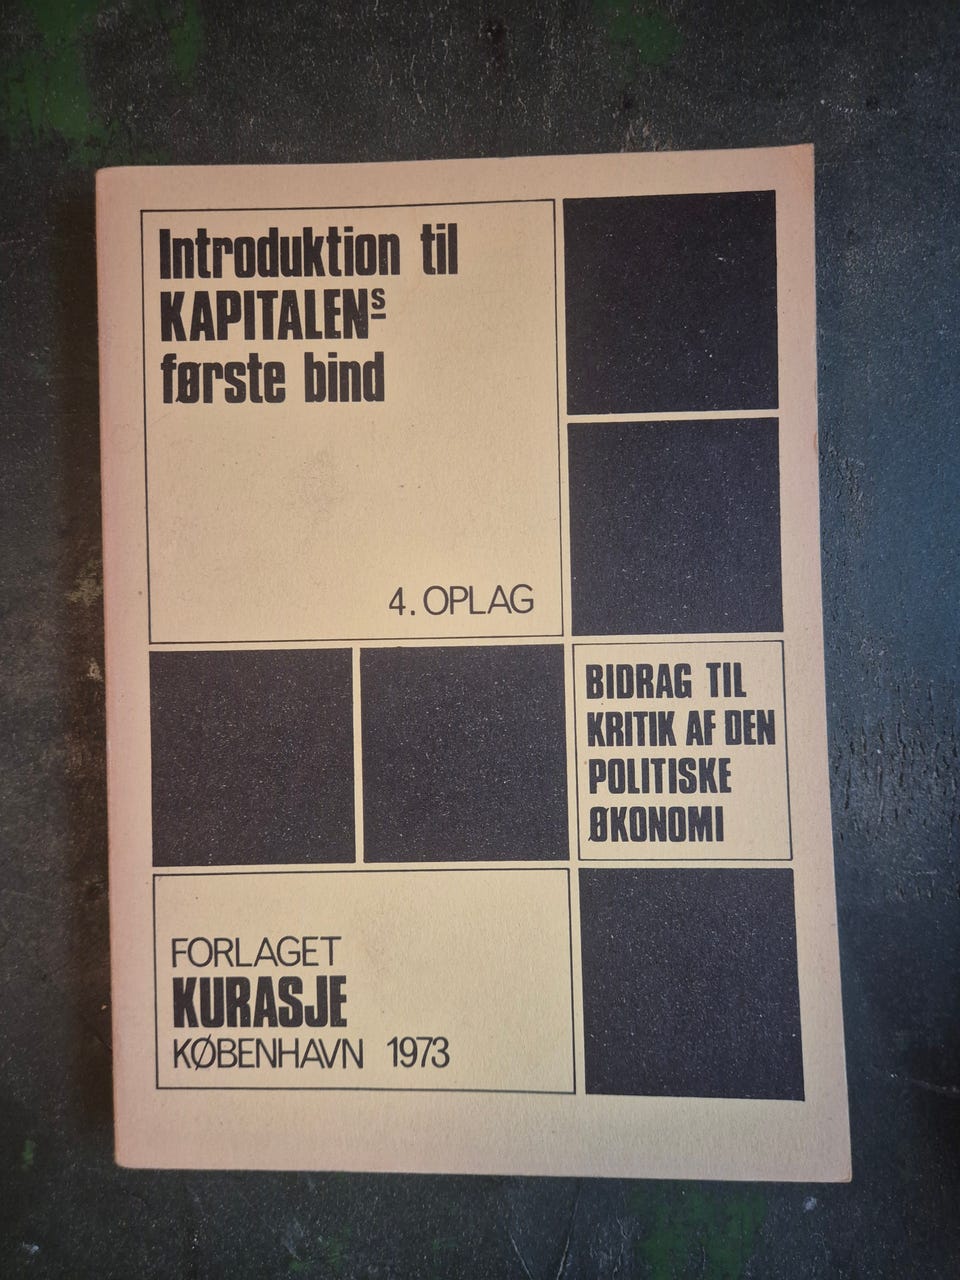 Introduktion til
KAPITALENs
første bind
4. OPLAG
BIDRAG TIL
KRITIK AF DEN
POLITISKE
ØKONOMI
FORLAGET
KURASJE
KØBENHAVN 1973